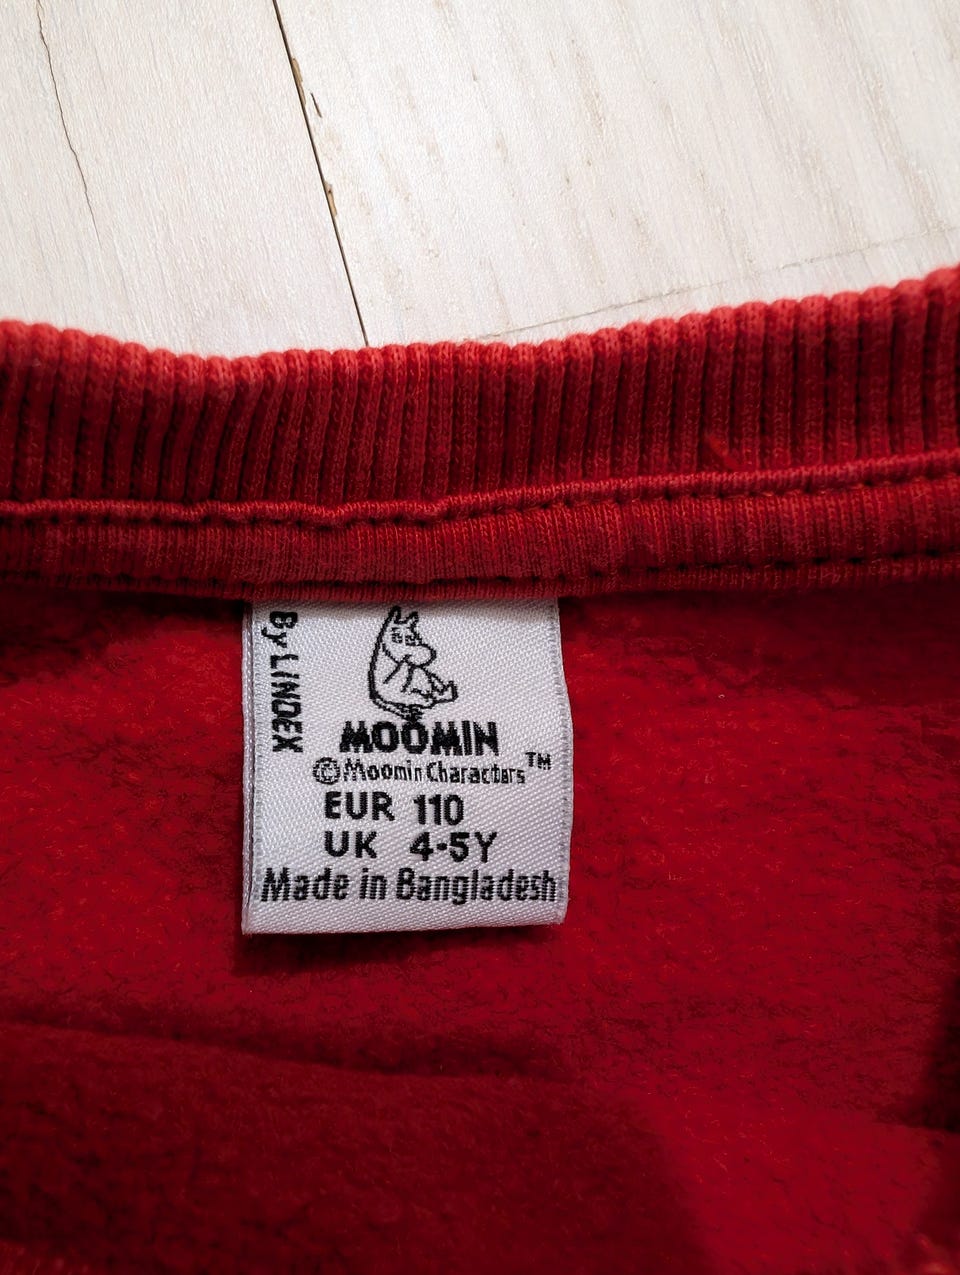 By LINDEX
MOOMIN
©Moomin Characters™
EUR 110
UK 4-5Y
Made in Bangladesh